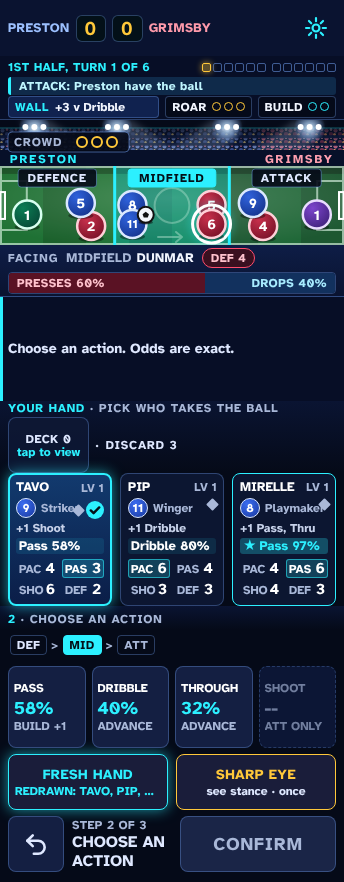 PRESTON 0 0 GRIMSBY
1ST HALF, TURN 1 OF 6
ATTACK: Preston have the ball
WALL +3 v Dribble ROAR BUILD
CROWD
PRESTON GRIMSBY
DEFENCE MIDFIELD ATTACK
1 5 2 8 11 5 6 9 4 1
FACING MIDFIELD DUNMAR DEF 4
PRESSES 60% DROPS 40%
Choose an action. Odds are exact.
YOUR HAND · PICK WHO TAKES THE BALL
DECK 0
tap to view
· DISCARD 3
TAVO LV 1
9 Strike
+1 Shoot
Pass 58%
PAC 4 PAS 3
SHO 6 DEF 2
PIP LV 1
11 Winger
+1 Dribble
Dribble 80%
PAC 6 PAS 4
SHO 3 DEF 3
MIRELLE LV 1
8 Playmaker
+1 Pass, Thru
★ Pass 97%
PAC 4 PAS 6
SHO 4 DEF 3
2 · CHOOSE AN ACTION
DEF > MID > ATT
PASS
58%
BUILD +1
DRIBBLE
40%
ADVANCE
THROUGH
32%
ADVANCE
SHOOT
--
ATT ONLY
FRESH HAND
REDRAWN: TAVO, PIP, ...
SHARP EYE
see stance · once
STEP 2 OF 3
CHOOSE AN
ACTION
CONFIRM